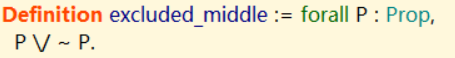 Definition excluded_middle := forall P : Prop,
P \/ ~ P.